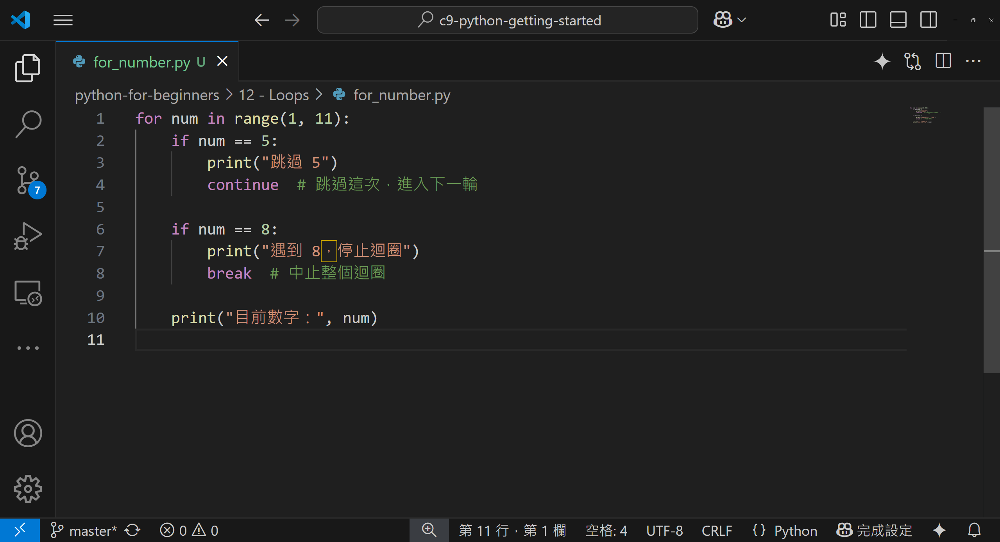 c9-python-getting-started
for_number.py U
python-for-beginners > 12 - Loops > for_number.py
1 for num in range(1, 11):
2     if num == 5:
3         print("跳過 5")
4         continue  # 跳過這次，進入下一輪
5
6     if num == 8:
7         print("遇到 8，停止迴圈")
8         break  # 中止整個迴圈
9
10     print("目前數字：", num)
11
7
master* 0 0 第 11 行，第 1 欄 空格: 4 UTF-8 CRLF {} Python 完成設定